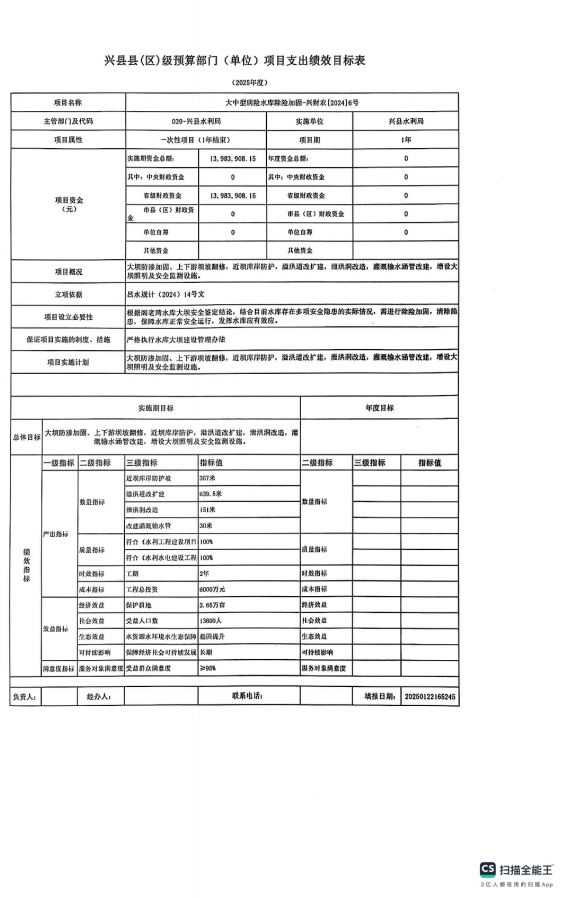 兴县县(区)级预算部门（单位）项目支出绩效目标表
（2025年度）
项目名称 大中型病险水库除险加固-兴财农[2024]6号
主管部门及代码 039-兴县水利局 实施单位 兴县水利局
项目属性 一次性项目（1年结束） 项目期 1年
项目资金
（元）
实施期资金总额： 13,983,908.15 年度资金总额： 0
其中：中央财政资金 0 其中：中央财政资金 0
省级财政资金 13,983,908.15 省级财政资金 0
市县（区）财政资金 0 市县（区）财政资金 0
单位自筹 0 单位自筹 0
其他资金 其他资金
项目概况 大坝防渗加固、上下游坝坡翻修，近坝库岸防护，溢洪道改扩建，泄洪洞改造，灌溉输水涵管改建，增设大
坝照明及安全监测设施。
立项依据 吕水规计（2024）14号文
项目设立必要性 根据阁老湾水库大坝安全鉴定结论，结合目前水库存在多项安全隐患的实际情况，需进行除险加固，消除隐
患，保障水库正常安全运行，发挥水库应有效应。
保证项目实施的制度、措施 严格执行水库大坝建设管理办法
项目实施计划 大坝防渗加固、上下游坝坡翻修，近坝库岸防护，溢洪道改扩建，泄洪洞改造，灌溉输水涵管改建，增设大
坝照明及安全监测设施。
实施期目标 年度目标
总体目标 大坝防渗加固、上下游坝坡翻修，近坝库岸防护，溢洪道改扩建，泄洪洞改造，灌
溉输水涵管改建，增设大坝照明及安全监测设施。
绩效指标
一级指标 二级指标 三级指标 指标值 二级指标 三级指标 指标值
产出指标 数量指标 近坝库岸防护坡 357米 数量指标
溢洪道改扩建 639.5米
泄洪洞改造 151米
改建灌溉输水管 30米
质量指标 符合《水利工程建设项目 100% 质量指标
符合《水利水电建设工程 100%
时效指标 工期 2年 时效指标
成本指标 工程总投资 6000万元 成本指标
效益指标 经济效益 保护耕地 3.65万亩 经济效益
社会效益 受益人口数 13600人 社会效益
生态效益 水资源水环境水生态保障 稳固提升 生态效益
可持续影响 保障经济社会可持续发展 长期 可持续影响
满意度指标 服务对象满意度 受益群众满意度 ≥95% 服务对象满意度
负责人： 经办人： 联系电话： 填报日期： 20250122165245
CS 扫描全能王
3亿人都在用的扫描App